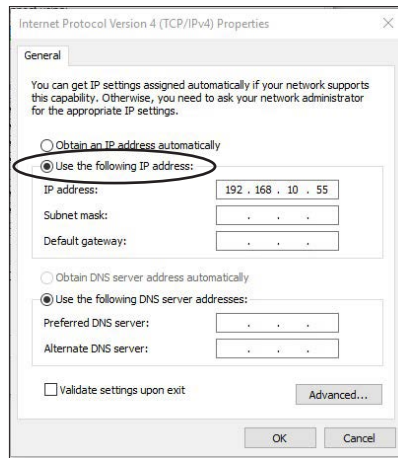 Internet Protocol Version 4 (TCP/IPv4) Properties
General
You can get IP settings assigned automatically if your network supports
this capability. Otherwise, you need to ask your network administrator
for the appropriate IP settings.
Obtain an IP address automatically
Use the following IP address:
IP address: 192 . 168 . 10 . 55
Subnet mask: . . .
Default gateway: . . .
Obtain DNS server address automatically
Use the following DNS server addresses:
Preferred DNS server: . . .
Alternate DNS server: . . .
Validate settings upon exit
Advanced...
OK Cancel